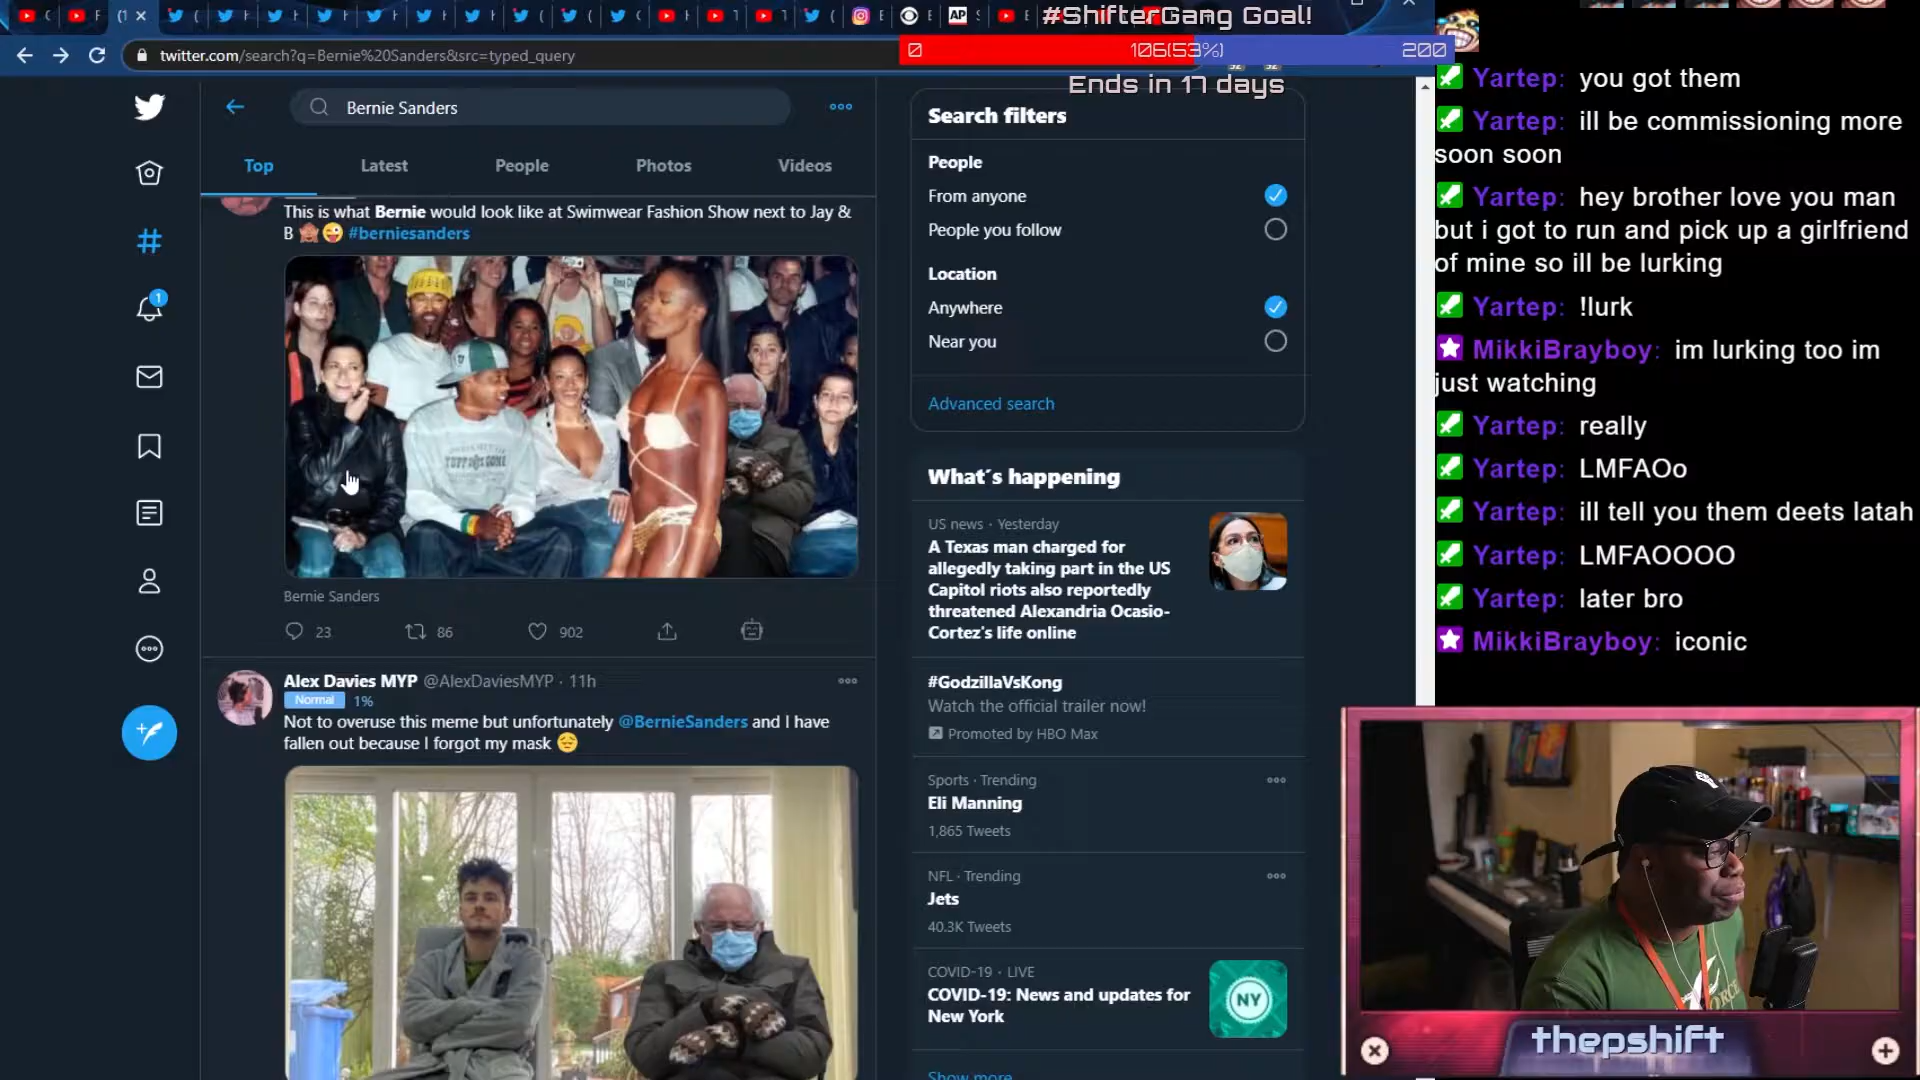 #ShifterGang Goal!
twitter.com/search?q=Bernie%20Sanders&src=typed_query
0 106(53%) 200
Ends in 17 days
Bernie Sanders
Top Latest People Photos Videos
This is what Bernie would look like at Swimwear Fashion Show next to Jay &
B #berniesanders
Bernie Sanders
23 86 902
Alex Davies MYP @AlexDaviesMYP · 11h
Normal 1%
Not to overuse this meme but unfortunately @BernieSanders and I have
fallen out because I forgot my mask
1
Search filters
People
From anyone
People you follow
Location
Anywhere
Near you
Advanced search
What´s happening
US news · Yesterday
A Texas man charged for
allegedly taking part in the US
Capitol riots also reportedly
threatened Alexandria Ocasio-
Cortez's life online
#GodzillaVsKong
Watch the official trailer now!
Promoted by HBO Max
Sports · Trending
Eli Manning
1,865 Tweets
NFL · Trending
Jets
40.3K Tweets
COVID-19 · LIVE
COVID-19: News and updates for
New York
NY
Show more
Yartep: you got them
Yartep: ill be commissioning more
soon soon
Yartep: hey brother love you man
but i got to run and pick up a girlfriend
of mine so ill be lurking
Yartep: !lurk
MikkiBrayboy: im lurking too im
just watching
Yartep: really
Yartep: LMFAOo
Yartep: ill tell you them deets latah
Yartep: LMFAOOOO
Yartep: later bro
MikkiBrayboy: iconic
thepshift